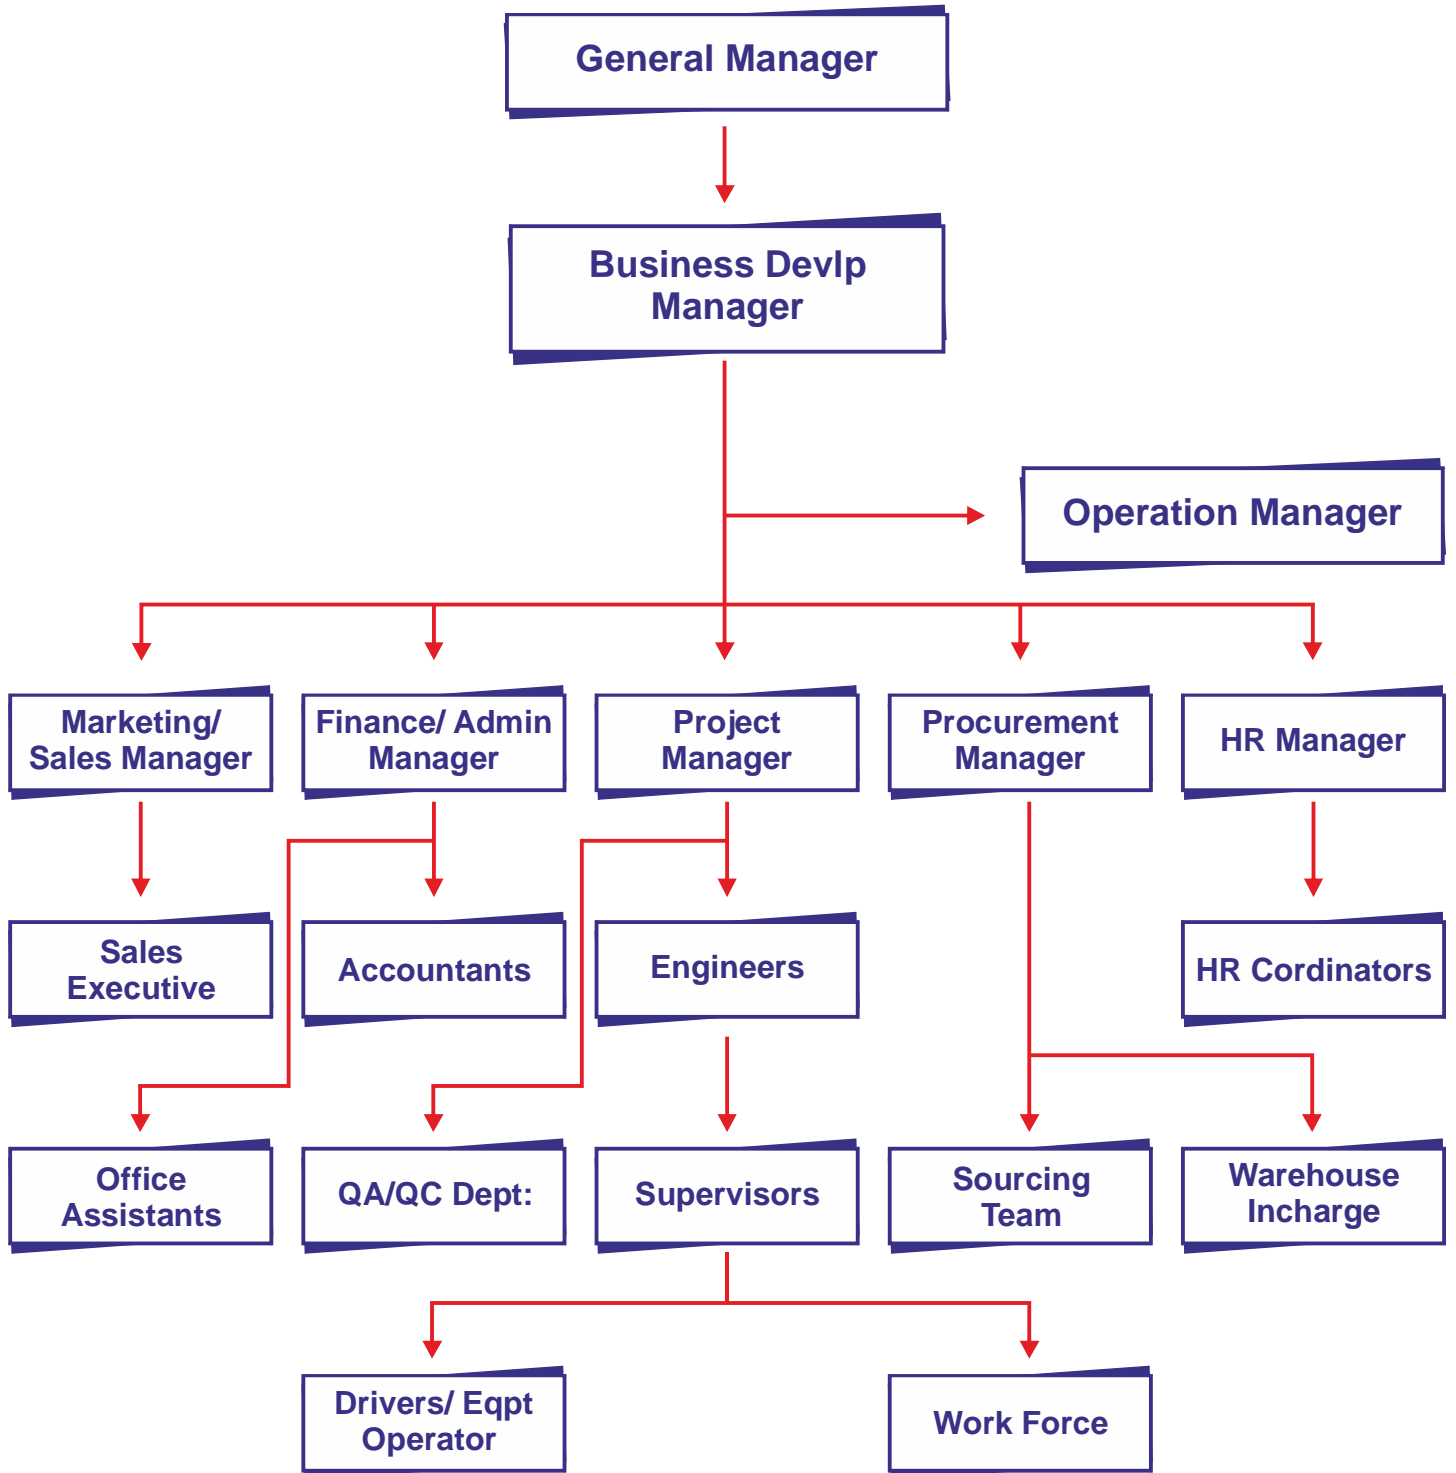 General Manager
Business Devlp
Manager
Operation Manager
Marketing/
Sales Manager
Finance/ Admin
Manager
Project
Manager
Procurement
Manager
HR Manager
Sales
Executive
Accountants
Engineers
HR Cordinators
Office
Assistants
QA/QC Dept:
Supervisors
Sourcing
Team
Warehouse
Incharge
Drivers/ Eqpt
Operator
Work Force